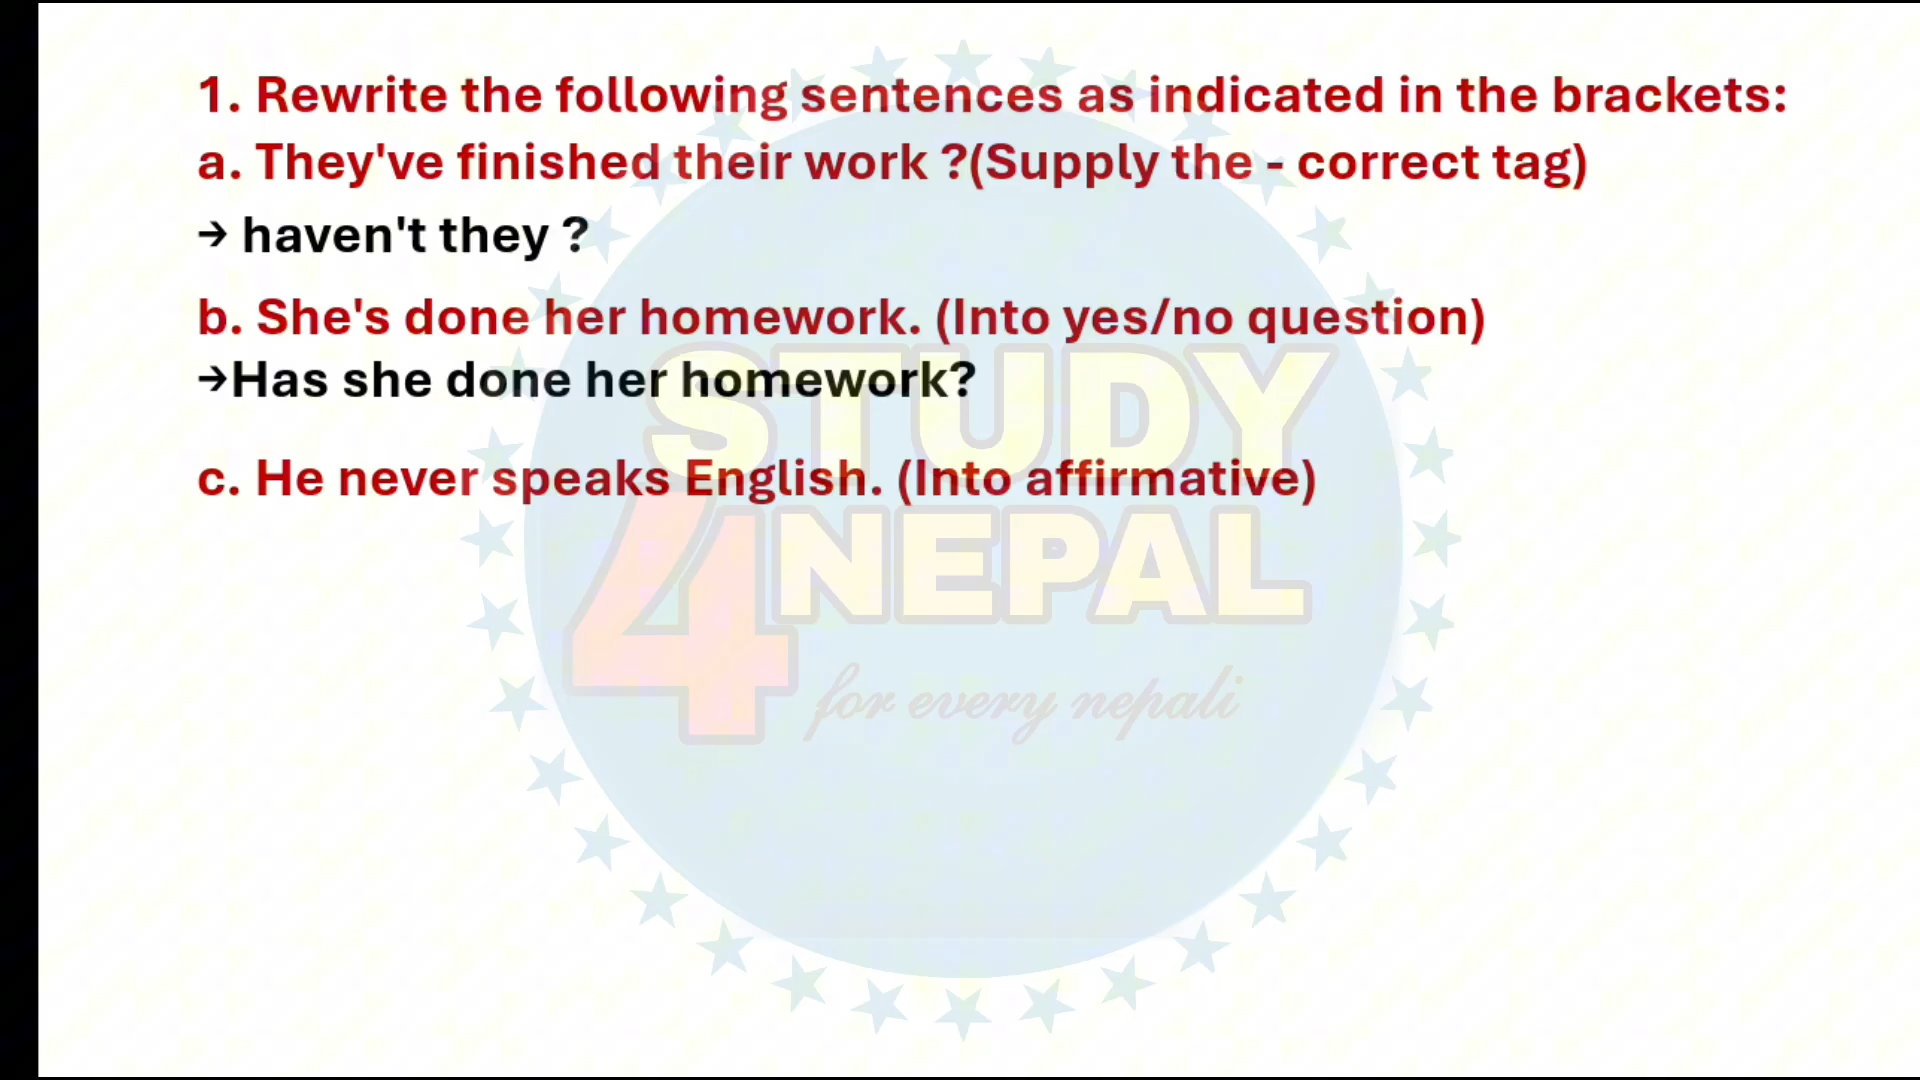 1. Rewrite the following sentences as indicated in the brackets:
a. They've finished their work ?(Supply the - correct tag)
→ haven't they ?
b. She's done her homework. (Into yes/no question)
→Has she done her homework?
c. He never speaks English. (Into affirmative)
STUDY
4 NEPAL
for every nepali